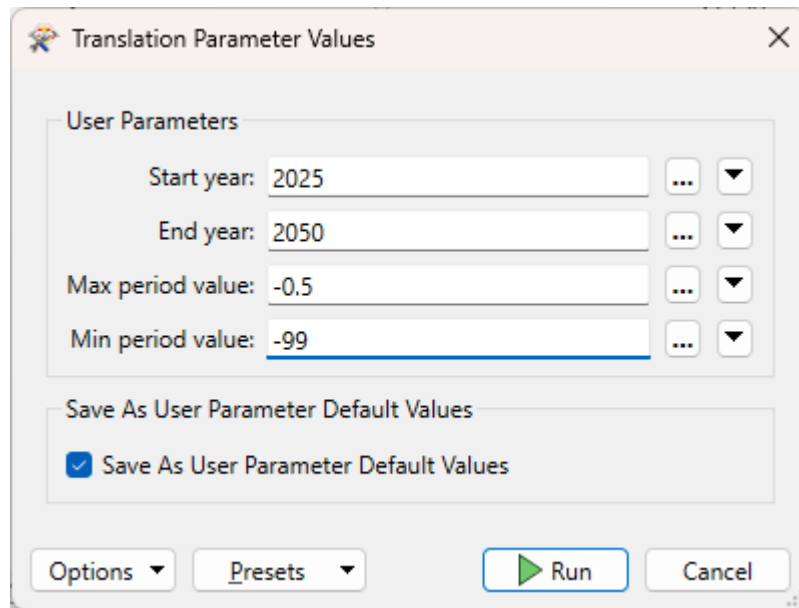 Translation Parameter Values
User Parameters
Start year: 2025 ...
End year: 2050 ...
Max period value: -0.5 ...
Min period value: -99 ...
Save As User Parameter Default Values
Save As User Parameter Default Values
Options Presets Run Cancel